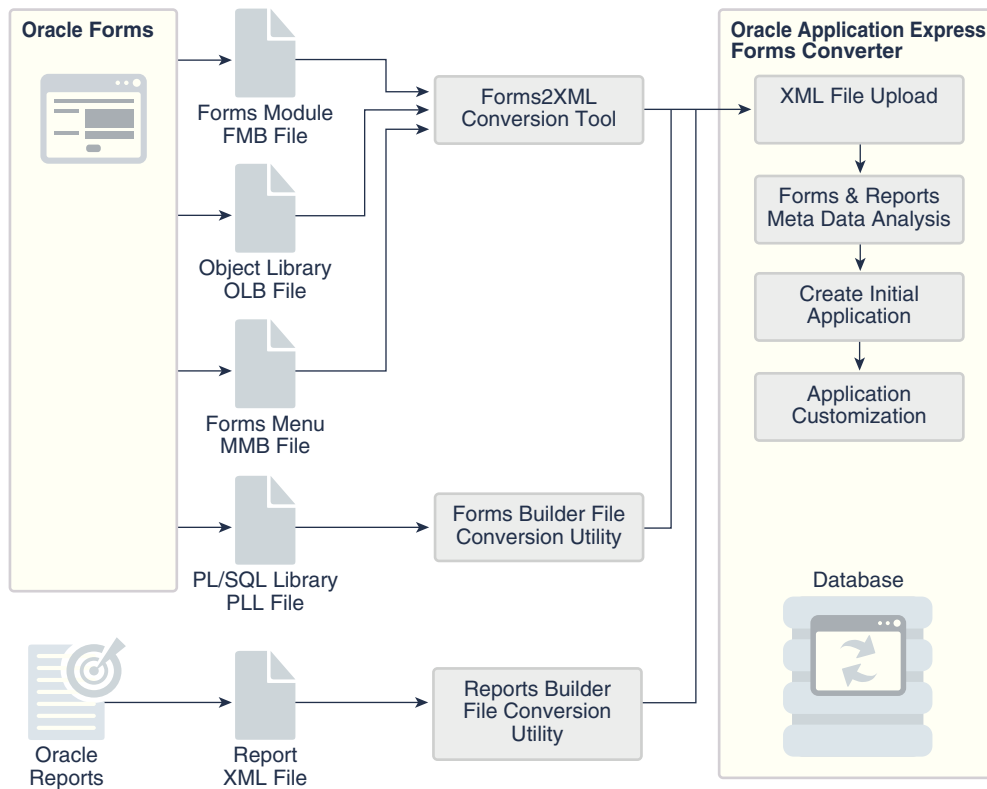 Oracle Forms
Forms Module
FMB File
Object Library
OLB File
Forms Menu
MMB File
PL/SQL Library
PLL File
Oracle
Reports
Report
XML File
Forms2XML
Conversion Tool
Forms Builder File
Conversion Utility
Reports Builder
File Conversion
Utility
Oracle Application Express
Forms Converter
XML File Upload
Forms & Reports
Meta Data Analysis
Create Initial
Application
Application
Customization
Database